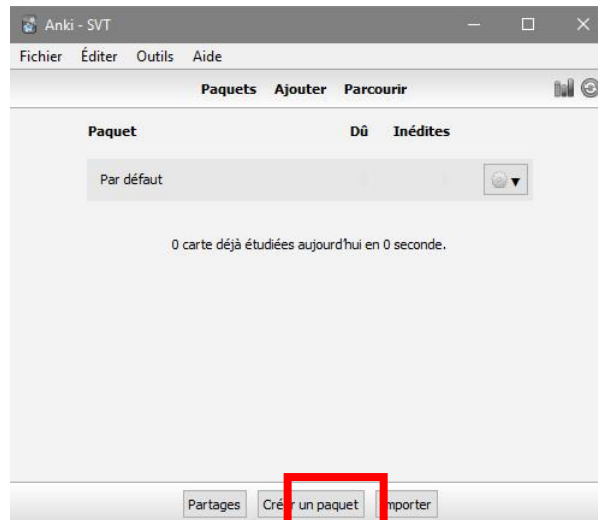 Anki - SVT
Fichier Éditer Outils Aide
Paquets Ajouter Parcourir
Paquet Dû Inédites
Par défaut
0 carte déjà étudiées aujourd'hui en 0 seconde.
Partages Créer un paquet Importer